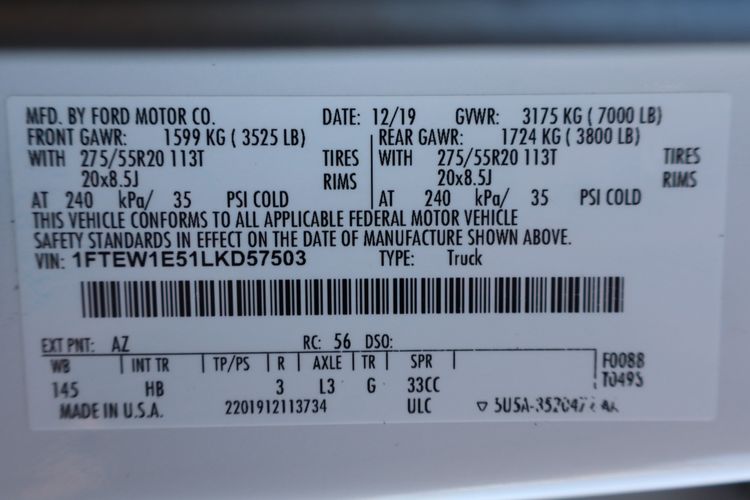 MFD. BY FORD MOTOR CO. DATE: 12/19 GVWR: 3175 KG ( 7000 LB)
FRONT GAWR: 1599 KG ( 3525 LB) REAR GAWR: 1724 KG ( 3800 LB)
WITH 275/55R20 113T TIRES WITH 275/55R20 113T TIRES
20x8.5J RIMS 20x8.5J RIMS
AT 240 kPa/ 35 PSI COLD AT 240 kPa/ 35 PSI COLD
THIS VEHICLE CONFORMS TO ALL APPLICABLE FEDERAL MOTOR VEHICLE
SAFETY STANDARDS IN EFFECT ON THE DATE OF MANUFACTURE SHOWN ABOVE.
VIN: 1FTEW1E51LKD57503 TYPE: Truck
EXT PNT: AZ RC: 56 DSO:
WB INT TR TP/PS R AXLE TR SPR F0088
145 HB 3 L3 G 33CC T0495
MADE IN U.S.A. 2201912113734 ULC